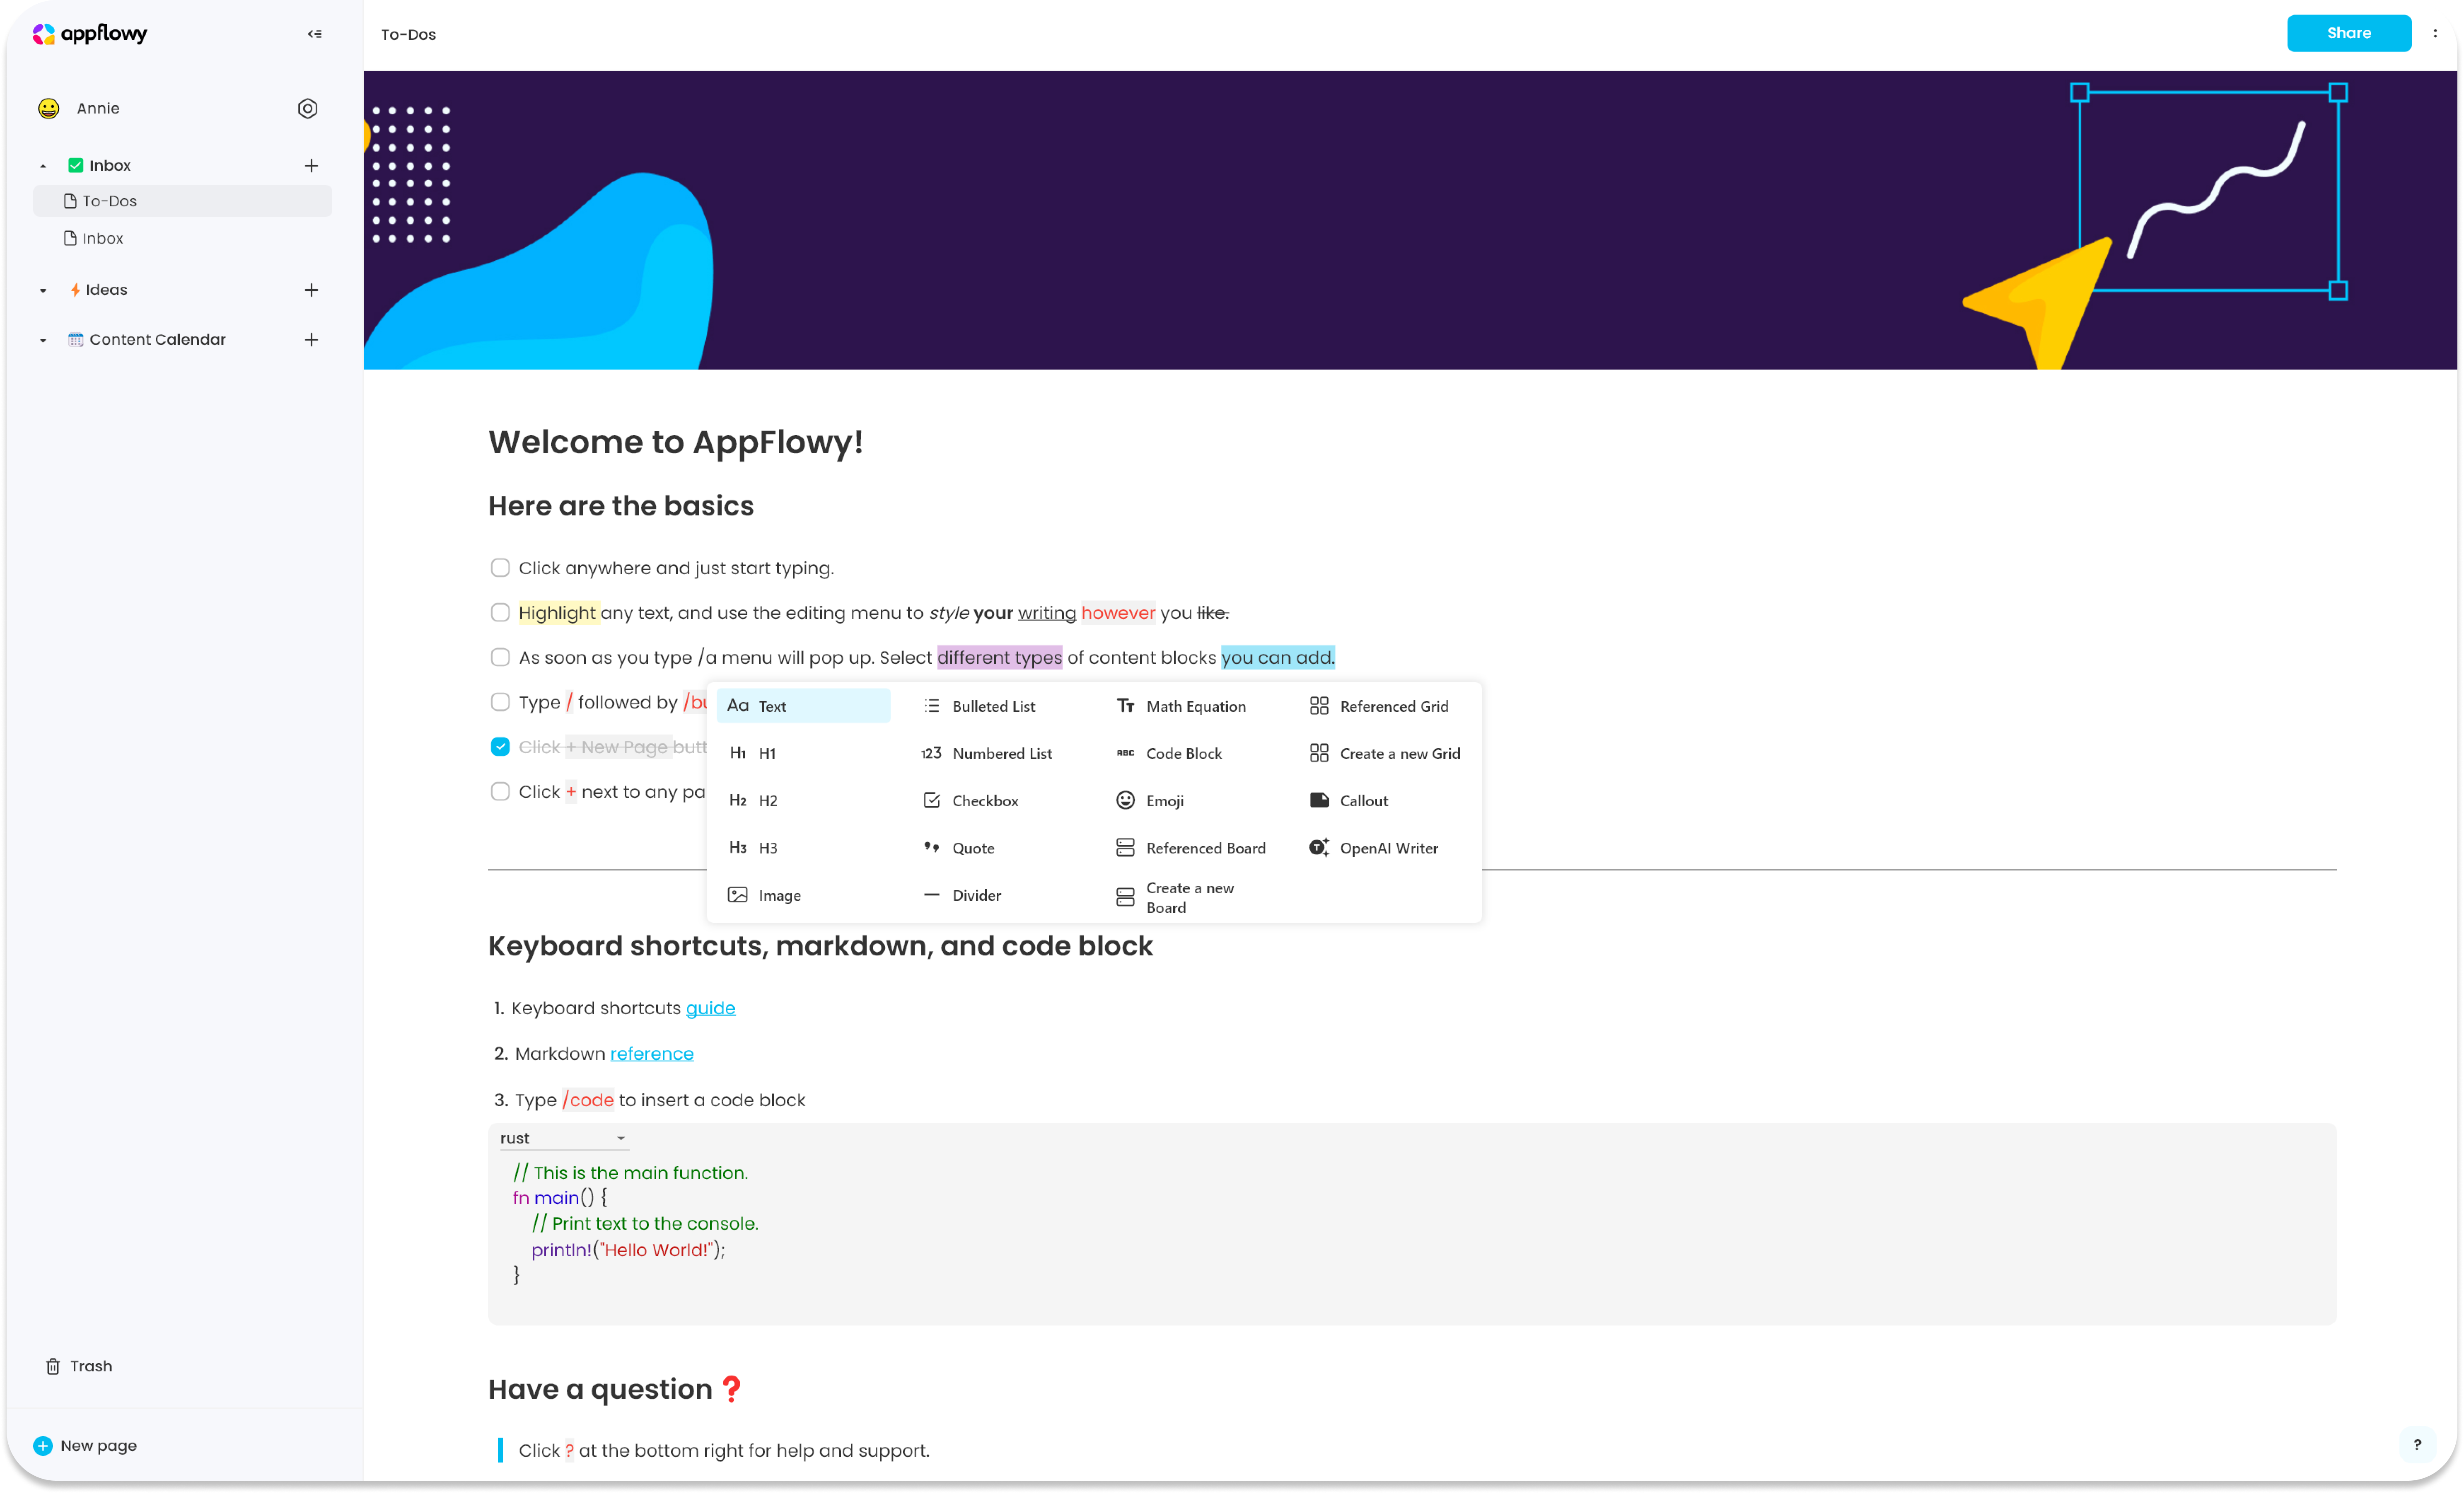 appflowy
Annie
Inbox
To-Dos
Inbox
Ideas
Content Calendar
Trash
New page
To-Dos
Share
Welcome to AppFlowy!
Here are the basics
Click anywhere and just start typing.
Highlight any text, and use the editing menu to style your writing however you like.
As soon as you type /a menu will pop up. Select different types of content blocks you can add.
Type / followed by /bu
Click + New Page butt
Click + next to any pa
Aa Text
H1 H1
H2 H2
H3 H3
Image
Bulleted List
123 Numbered List
Checkbox
Quote
Divider
Tт Math Equation
ABC Code Block
Emoji
Referenced Board
Create a new
Board
Referenced Grid
Create a new Grid
Callout
T OpenAI Writer
Keyboard shortcuts, markdown, and code block
1. Keyboard shortcuts guide
2. Markdown reference
3. Type /code to insert a code block
rust
// This is the main function.
fn main() {
// Print text to the console.
println!("Hello World!");
}
Have a question ❓
Click ? at the bottom right for help and support.
?